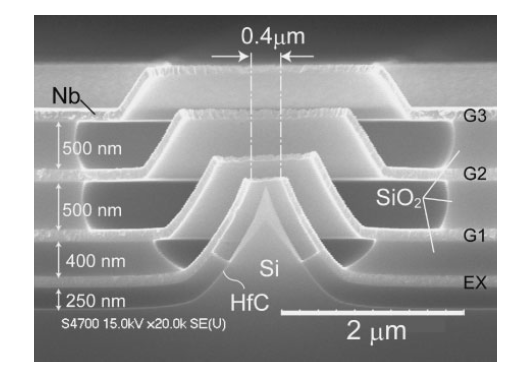 0.4μm
Nb
G3
500 nm
G2
SiO₂
500 nm
G1
400 nm
Si
EX
HfC
250 nm
S4700 15.0kV x20.0k SE(U)
2 μm